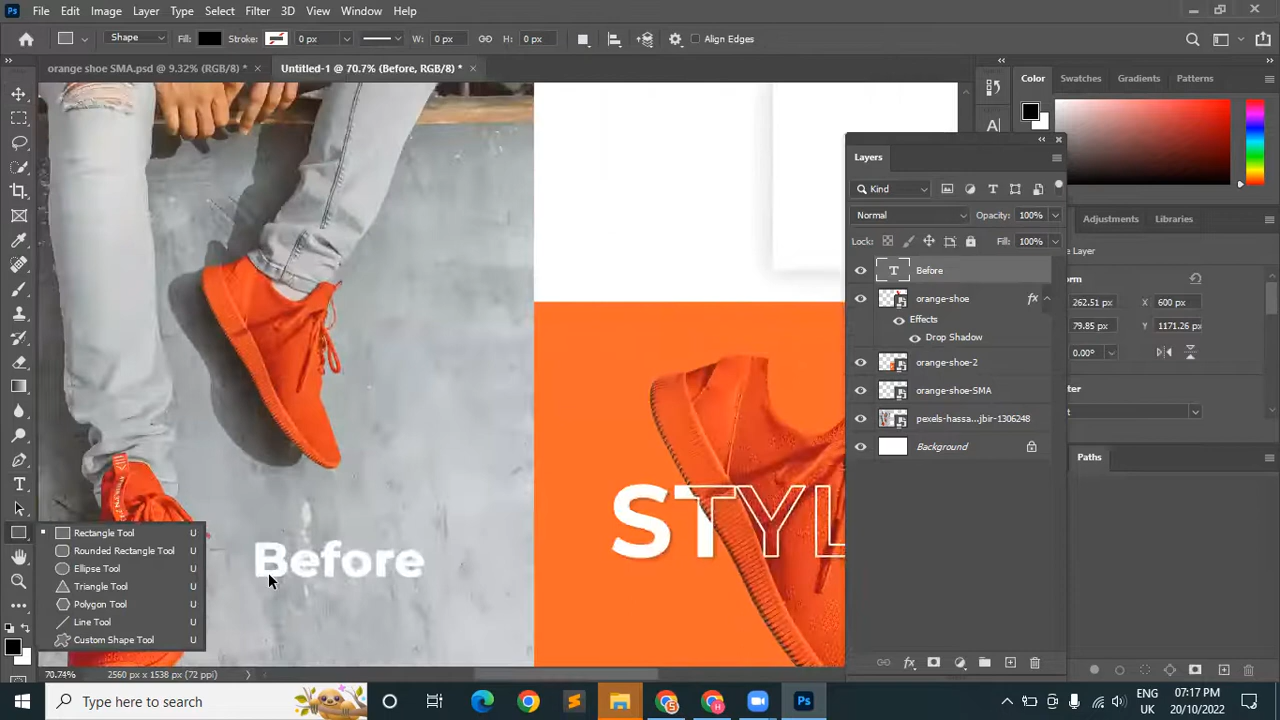 Ps File Edit Image Layer Type Select Filter 3D View Window Help
Shape Fill: Stroke: 0 px W: 0 px H: 0 px Align Edges
orange shoe SMA.psd @ 9.32% (RGB/8) * × Untitled-1 @ 70.7% (Before, RGB/8) * ×
Color Swatches Gradients Patterns
Layers
Kind
Normal Opacity: 100%
Adjustments Libraries
Lock: Fill: 100%
Layer
T Before
orm
orange-shoe fx
262.51 px X 600 px
Effects
79.85 px Y 1171.26 px
Drop Shadow
0.00°
orange-shoe-2
orange-shoe-SMA
pexels-hassa...jbir-1306248
Background
Paths
STYL
Before
Rectangle Tool U
Rounded Rectangle Tool U
Ellipse Tool U
Triangle Tool U
Polygon Tool U
Line Tool U
Custom Shape Tool U
70.74% 2560 px x 1538 px (72 ppi)
fx
Type here to search
Ps
ENG
UK
07:17 PM
20/10/2022